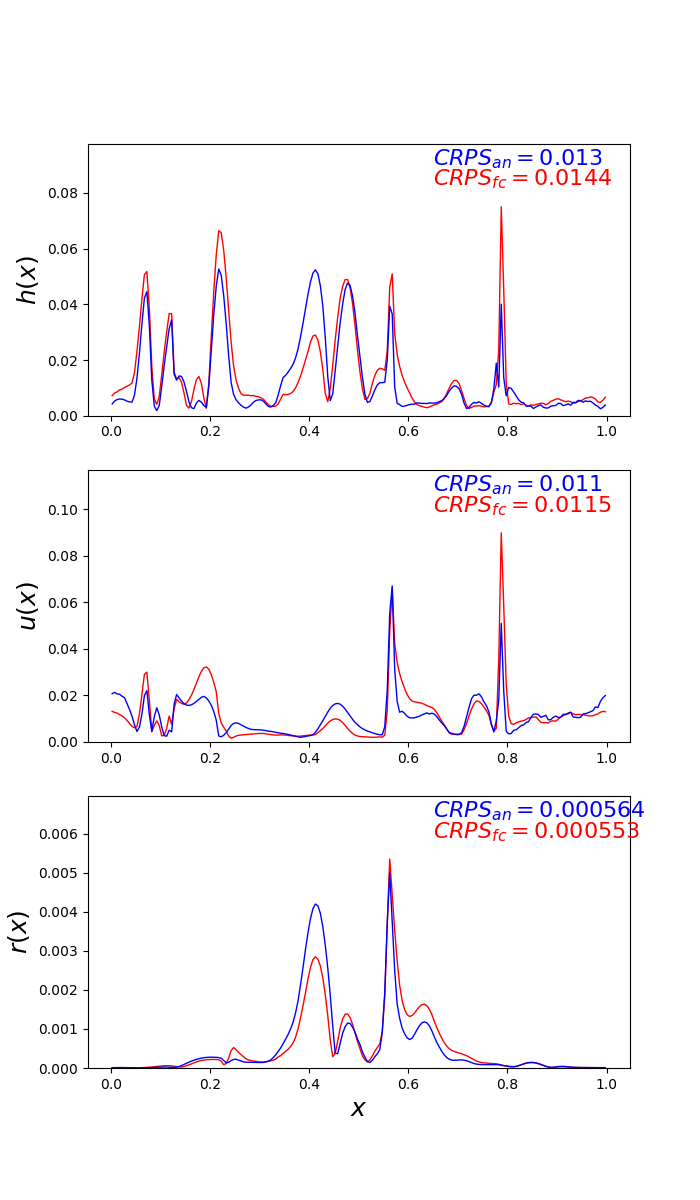 CRPS_an = 0.013
CRPS_fc = 0.0144
h(x)
0.08
0.06
0.04
0.02
0.00
0.0 0.2 0.4 0.6 0.8 1.0
CRPS_an = 0.011
CRPS_fc = 0.0115
u(x)
0.10
0.08
0.06
0.04
0.02
0.00
0.0 0.2 0.4 0.6 0.8 1.0
CRPS_an = 0.000564
CRPS_fc = 0.000553
r(x)
0.006
0.005
0.004
0.003
0.002
0.001
0.000
0.0 0.2 0.4 0.6 0.8 1.0
x